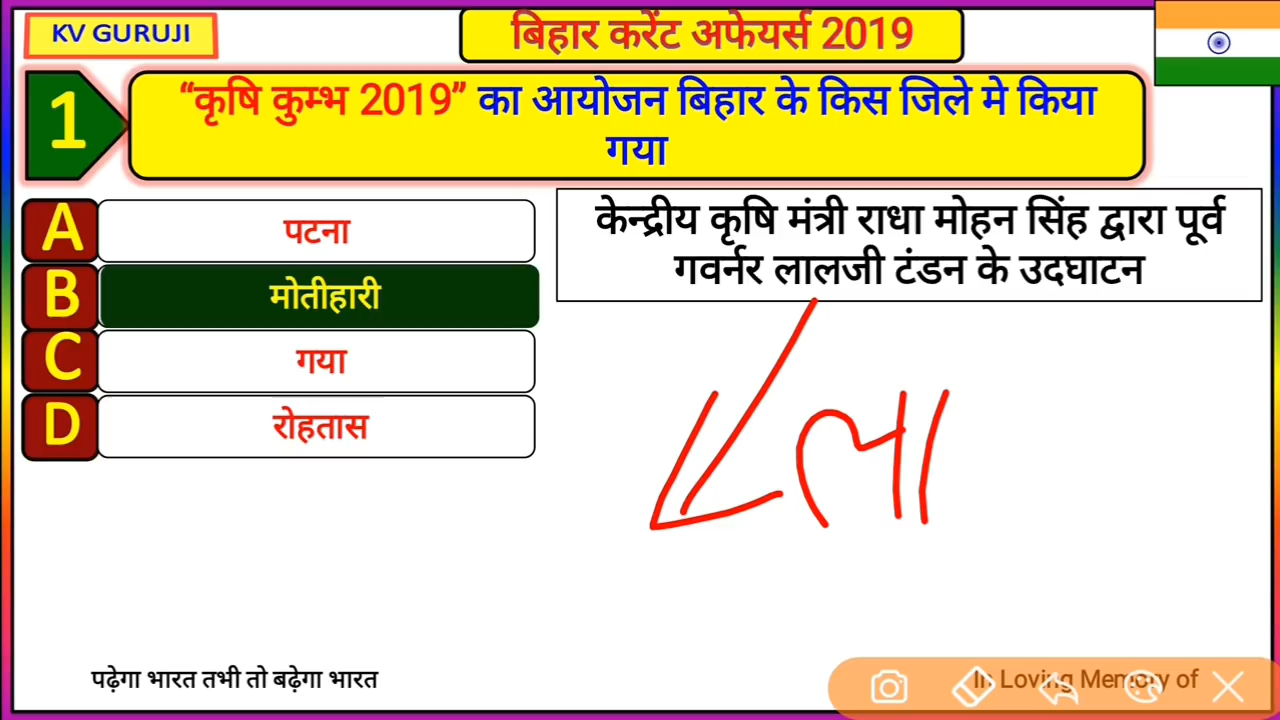 KV GURUJI
बिहार करेंट अफेयर्स 2019
1
“कृषि कुम्भ 2019” का आयोजन बिहार के किस जिले मे किया
गया
A
पटना
B
मोतीहारी
C
गया
D
रोहतास
केन्द्रीय कृषि मंत्री राधा मोहन सिंह द्वारा पूर्व
गवर्नर लालजी टंडन के उदघाटन
ला
पढ़ेगा भारत तभी तो बढ़ेगा भारत
In Loving Memory of